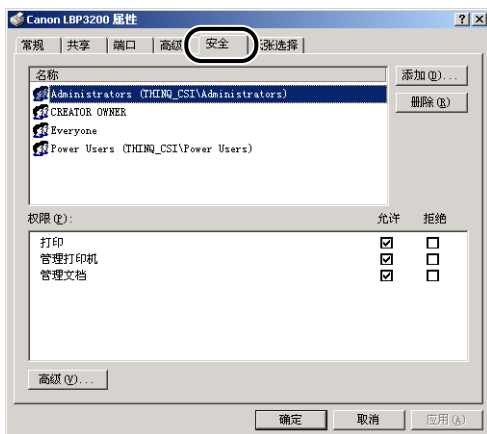 Canon LBP3200 属性
常规 共享 端口 高级 安全 纸张选择
名称
添加(D)...
Administrators (THINQ_CSI\Administrators)
删除(R)
CREATOR OWNER
Everyone
Power Users (THINQ_CSI\Power Users)
权限(P): 允许 拒绝
打印
管理打印机
管理文档
高级(V)...
确定 取消 应用(A)